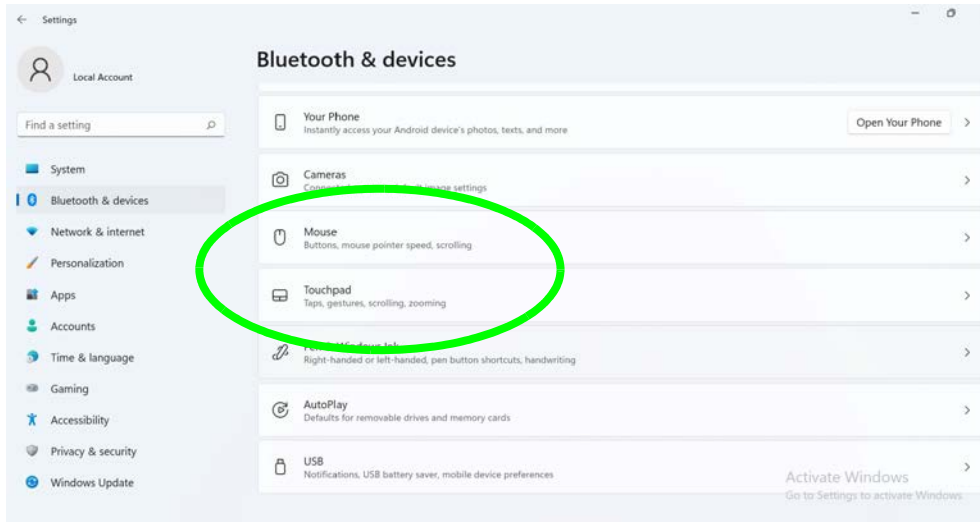 Settings
Local Account
Find a setting
System
Bluetooth & devices
Network & internet
Personalization
Apps
Accounts
Time & language
Gaming
Accessibility
Privacy & security
Windows Update
Bluetooth & devices
Your Phone
Instantly access your Android device's photos, texts, and more
Open Your Phone
Cameras
image settings
Mouse
Buttons, mouse pointer speed, scrolling
Touchpad
Taps, gestures, scrolling, zooming
Right-handed or left-handed, pen button shortcuts, handwriting
AutoPlay
Defaults for removable drives and memory cards
USB
Notifications, USB battery saver, mobile device preferences
Activate Windows
Go to Settings to activate Windows.